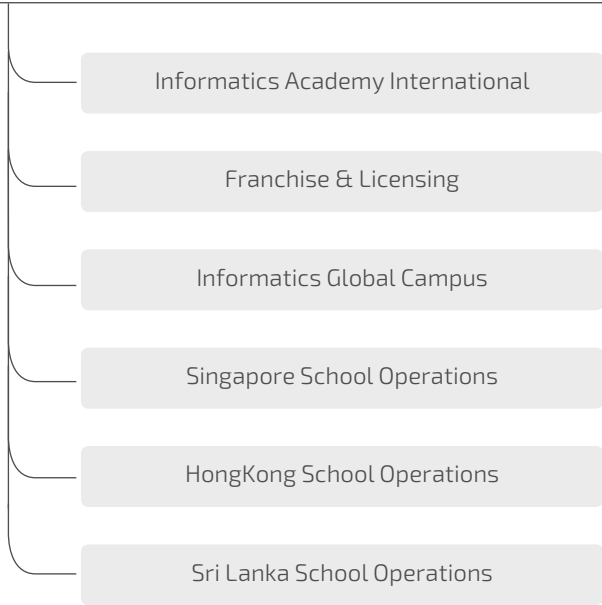 Informatics Academy International
Franchise & Licensing
Informatics Global Campus
Singapore School Operations
HongKong School Operations
Sri Lanka School Operations